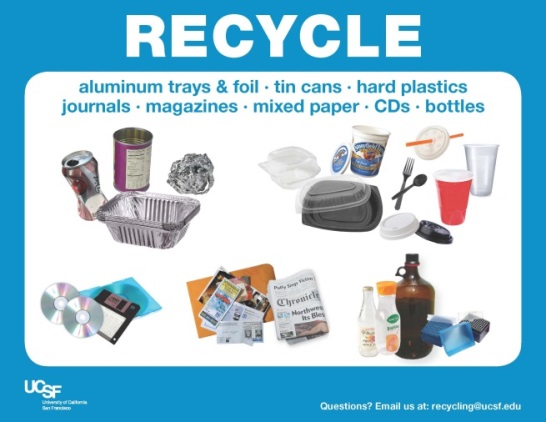 RECYCLE
aluminum trays & foil · tin cans · hard plastics
journals · magazines · mixed paper · CDs · bottles
Chronicle
UCSF
University of California
San Francisco
Questions? Email us at: recycling@ucsf.edu